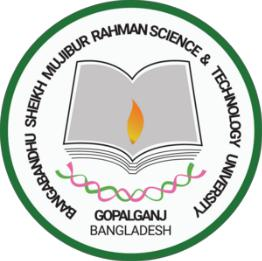 BANGABANDHU SHEIKH MUJIBUR RAHMAN SCIENCE & TECHNOLOGY UNIVERSITY
GOPALGANJ
BANGLADESH